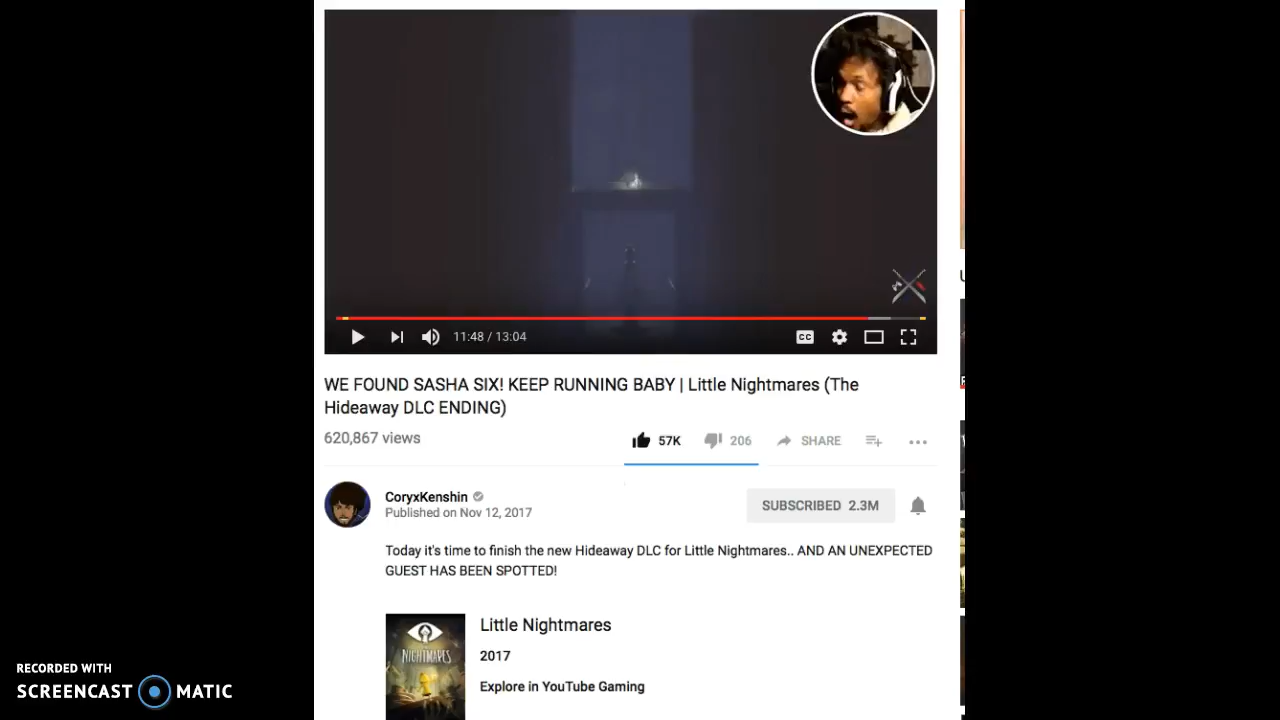 11:48 / 13:04
CC
WE FOUND SASHA SIX! KEEP RUNNING BABY | Little Nightmares (The
Hideaway DLC ENDING)
620,867 views
57K
206
SHARE
CoryxKenshin
Published on Nov 12, 2017
SUBSCRIBED 2.3M
Today it's time to finish the new Hideaway DLC for Little Nightmares.. AND AN UNEXPECTED
GUEST HAS BEEN SPOTTED!
NIGHTMARES
Little Nightmares
2017
Explore in YouTube Gaming
RECORDED WITH
SCREENCAST MATIC